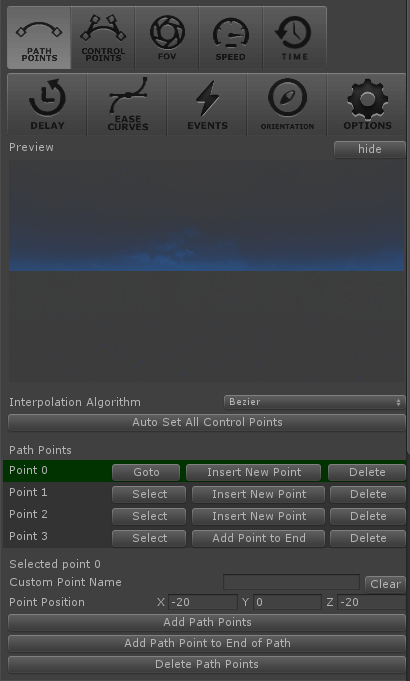 PATH POINTS CONTROL POINTS FOV SPEED TIME
DELAY EASE CURVES EVENTS ORIENTATION OPTIONS
Preview hide
Interpolation Algorithm Bezier
Auto Set All Control Points
Path Points
Point 0 Goto Insert New Point Delete
Point 1 Select Insert New Point Delete
Point 2 Select Insert New Point Delete
Point 3 Select Add Point to End Delete
Selected point 0
Custom Point Name Clear
Point Position X -20 Y 0 Z -20
Add Path Points
Add Path Point to End of Path
Delete Path Points